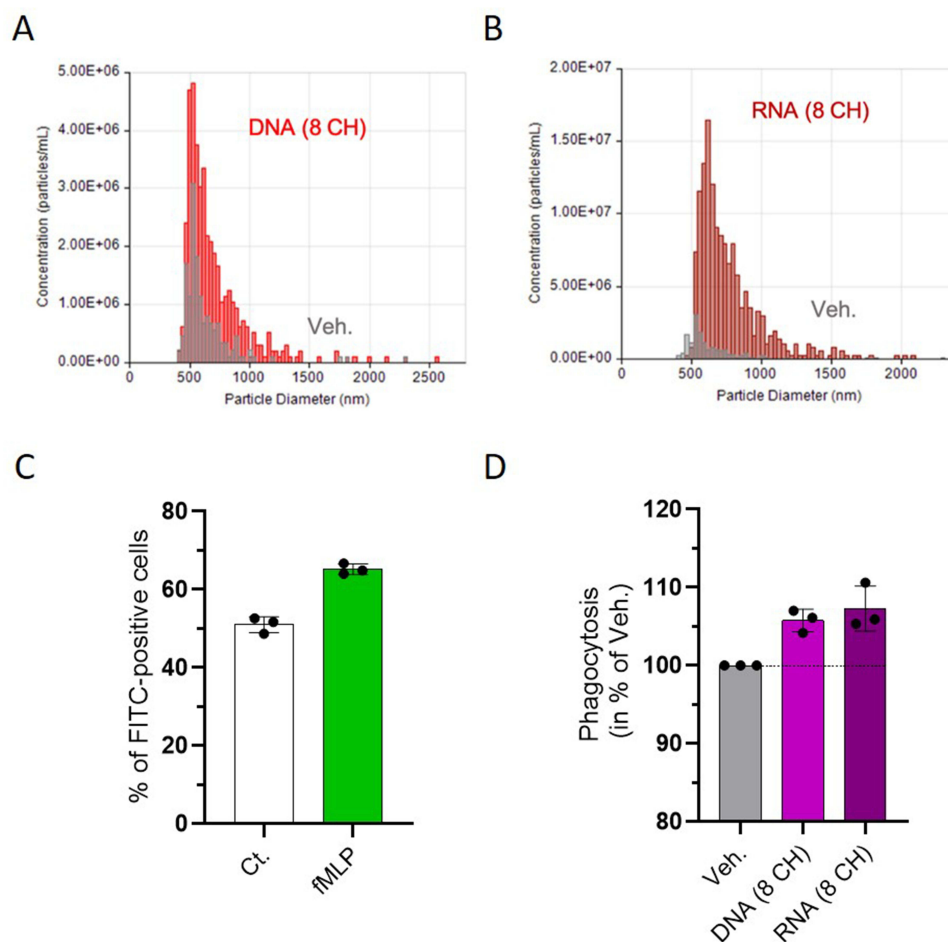 A
Concentration (particles/mL)
5.00E+06
4.00E+06
3.00E+06
2.00E+06
1.00E+06
0.00E+00
DNA (8 CH)
Veh.
0 500 1000 1500 2000 2500
Particle Diameter (nm)
B
Concentration (particles/mL)
2.00E+07
1.50E+07
1.00E+07
5.00E+06
0.00E+00
RNA (8 CH)
Veh.
0 500 1000 1500 2000
Particle Diameter (nm)
C
% of FITC-positive cells
80
60
40
20
0
Ct.
fMLP
D
Phagocytosis
(in % of Veh.)
120
110
100
90
80
Veh.
DNA (8 CH)
RNA (8 CH)